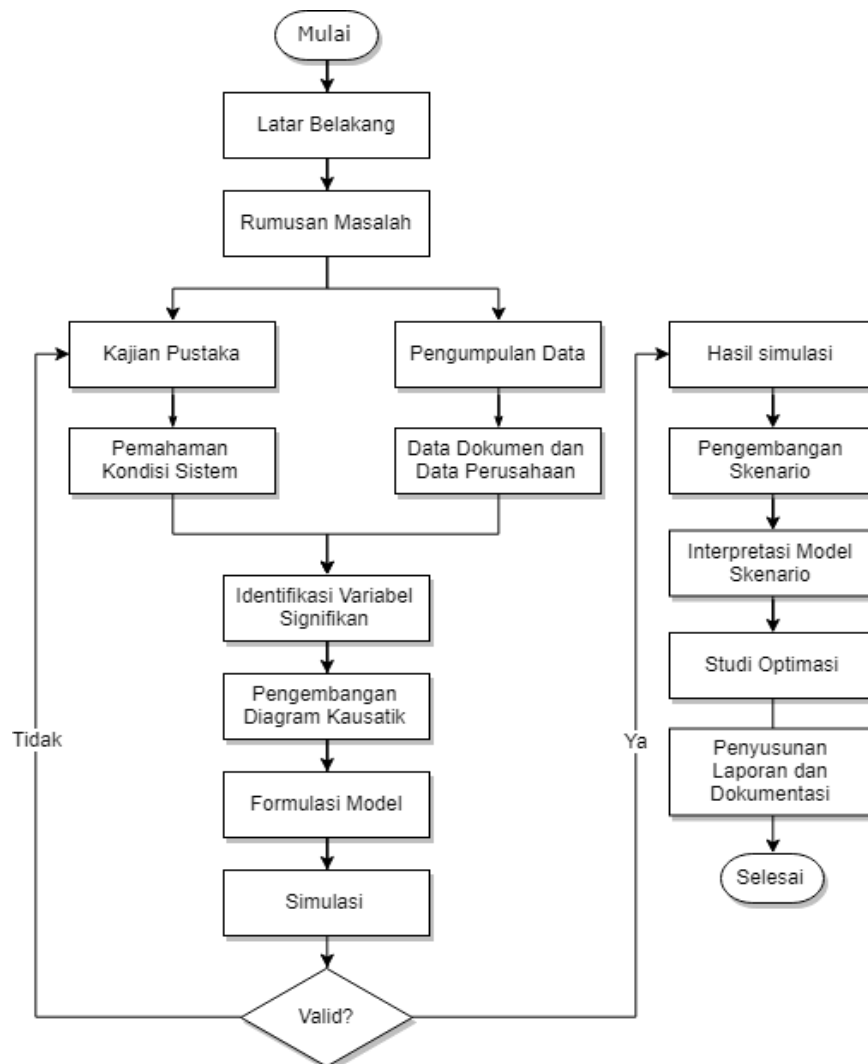 Mulai
Latar Belakang
Rumusan Masalah
Kajian Pustaka
Pengumpulan Data
Pemahaman
Kondisi Sistem
Data Dokumen dan
Data Perusahaan
Identifikasi Variabel
Signifikan
Pengembangan
Diagram Kausatik
Formulasi Model
Simulasi
Valid?
Tidak
Ya
Hasil simulasi
Pengembangan
Skenario
Interpretasi Model
Skenario
Studi Optimasi
Penyusunan
Laporan dan
Dokumentasi
Selesai